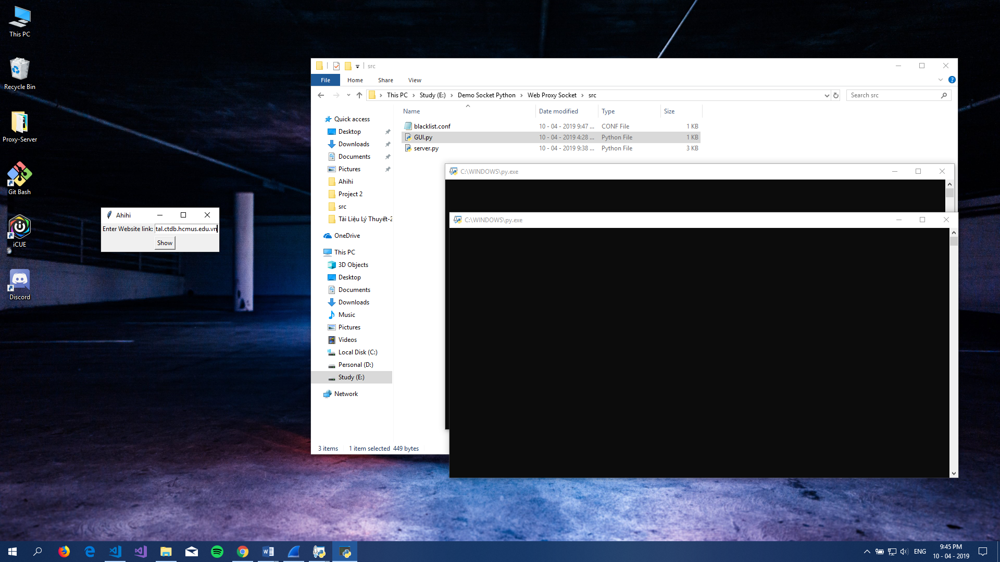 This PC
Recycle Bin
Proxy-Server
Git Bash
iCUE
Discord
Ahihi
Enter Website link: tal.ctdb.hcmus.edu.vn
Show
src
File Home Share View
This PC Study (E:) Demo Socket Python Web Proxy Socket src
Search src
Name Date modified Type Size
blacklist.conf 10 - 04 - 2019 9:47 ... CONF File 1 KB
GUI.py 10 - 04 - 2019 4:28 ... Python File 1 KB
server.py 10 - 04 - 2019 9:38 ... Python File 3 KB
Quick access
Desktop
Downloads
Documents
Pictures
Ahihi
Project 2
src
Tài Liệu Lý Thuyết-2
OneDrive
This PC
3D Objects
Desktop
Documents
Downloads
Music
Pictures
Videos
Local Disk (C:)
Personal (D:)
Study (E:)
Network
3 items 1 item selected 449 bytes
C:\WINDOWS\py.exe
C:\WINDOWS\py.exe
ENG
9:45 PM
10 - 04 - 2019